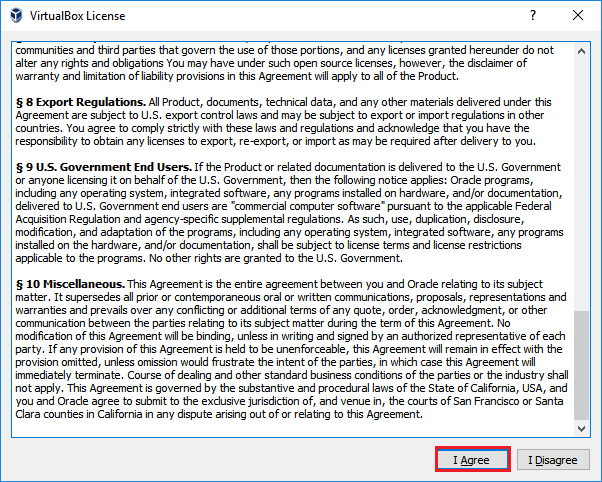 VirtualBox License
communities and third parties that govern the use of those portions, and any licenses granted hereunder do not
alter any rights and obligations You may have under such open source licenses, however, the disclaimer of
warranty and limitation of liability provisions in this Agreement will apply to all of the Product.
§ 8 Export Regulations. All Product, documents, technical data, and any other materials delivered under this
Agreement are subject to U.S. export control laws and may be subject to export or import regulations in other
countries. You agree to comply strictly with these laws and regulations and acknowledge that you have the
responsibility to obtain any licenses to export, re-export, or import as may be required after delivery to you.
§ 9 U.S. Government End Users. If the Product or related documentation is delivered to the U.S. Government
or anyone licensing it on behalf of the U.S. Government, then the following notice applies: Oracle programs,
including any operating system, integrated software, any programs installed on hardware, and/or documentation,
delivered to U.S. Government end users are "commercial computer software" pursuant to the applicable Federal
Acquisition Regulation and agency-specific supplemental regulations. As such, use, duplication, disclosure,
modification, and adaptation of the programs, including any operating system, integrated software, any programs
installed on the hardware, and/or documentation, shall be subject to license terms and license restrictions
applicable to the programs. No other rights are granted to the U.S. Government.
§ 10 Miscellaneous. This Agreement is the entire agreement between you and Oracle relating to its subject
matter. It supersedes all prior or contemporaneous oral or written communications, proposals, representations and
warranties and prevails over any conflicting or additional terms of any quote, order, acknowledgment, or other
communication between the parties relating to its subject matter during the term of this Agreement. No
modification of this Agreement will be binding, unless in writing and signed by an authorized representative of each
party. If any provision of this Agreement is held to be unenforceable, this Agreement will remain in effect with the
provision omitted, unless omission would frustrate the intent of the parties, in which case this Agreement will
immediately terminate. Course of dealing and other standard business conditions of the parties or the industry shall
not apply. This Agreement is governed by the substantive and procedural laws of the State of California, USA, and
you and Oracle agree to submit to the exclusive jurisdiction of, and venue in, the courts of San Francisco or Santa
Clara counties in California in any dispute arising out of or relating to this Agreement.
I Agree
I Disagree